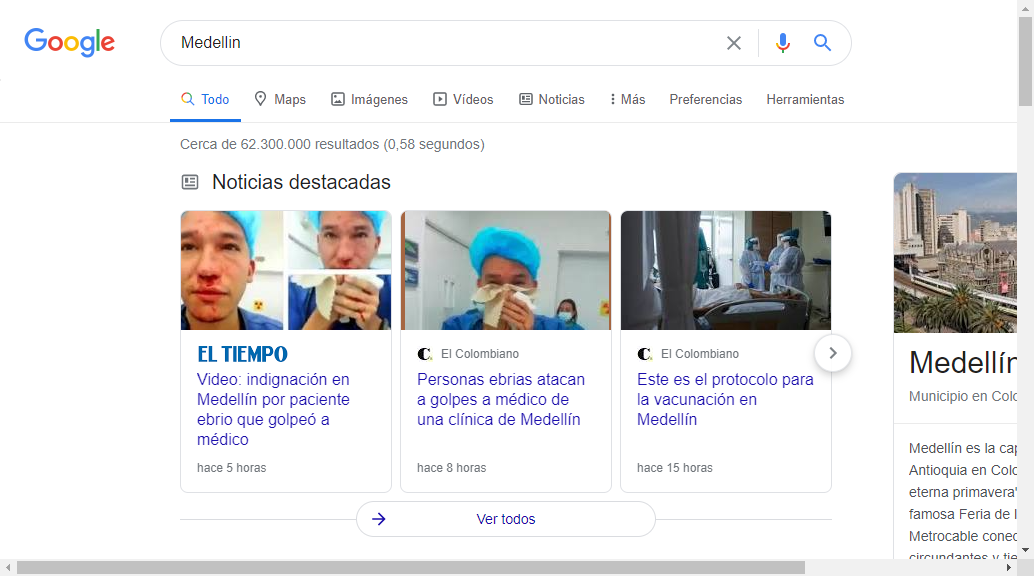 Google
Medellin
Todo
Maps
Imágenes
Vídeos
Noticias
Más
Preferencias
Herramientas
Cerca de 62.300.000 resultados (0,58 segundos)
Noticias destacadas
EL TIEMPO
Video: indignación en
Medellín por paciente
ebrio que golpeó a
médico
hace 5 horas
El Colombiano
Personas ebrias atacan
a golpes a médico de
una clínica de Medellín
hace 8 horas
El Colombiano
Este es el protocolo para
la vacunación en
Medellín
hace 15 horas
Ver todos
Medellín
Municipio en Colo
Medellín es la cap
Antioquia en Colo
eterna primavera"
famosa Feria de l
Metrocable conec
circundantes y tie